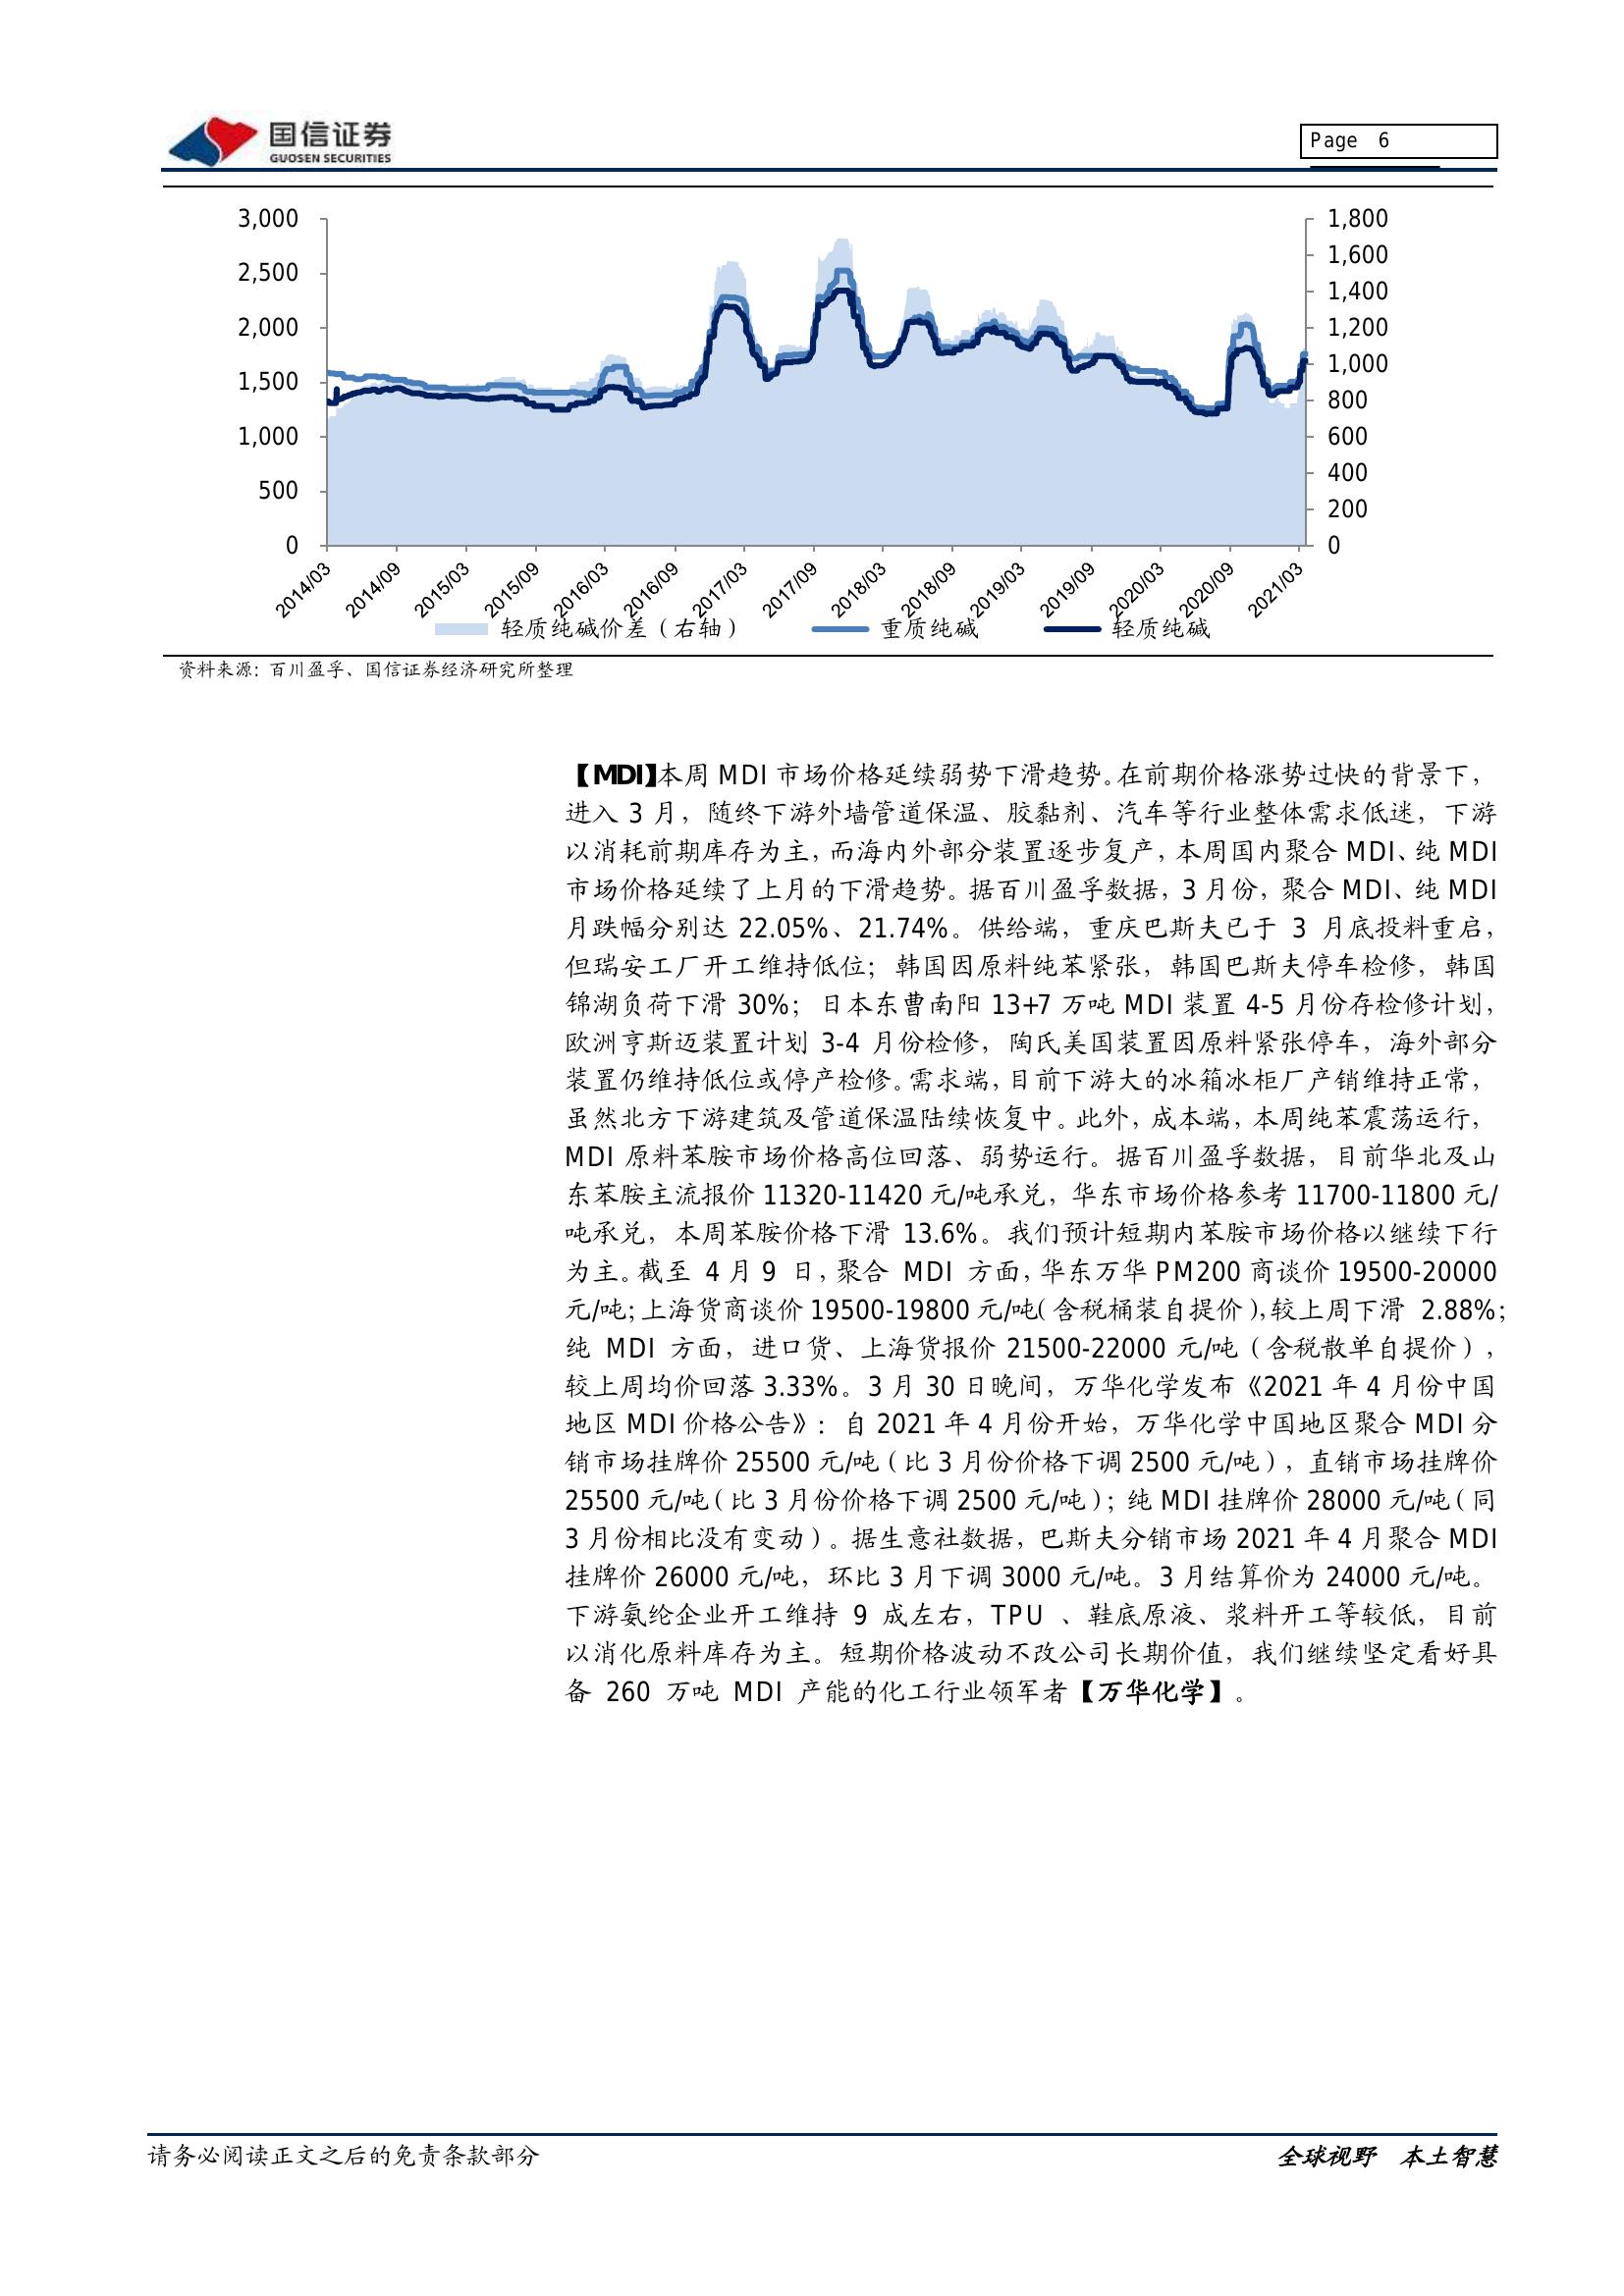 国信证券
GUOSEN SECURITIES
Page 6
3,000
2,500
2,000
1,500
1,000
500
0
1,800
1,600
1,400
1,200
1,000
800
600
400
200
0
2014/03
2014/09
2015/03
2015/09
2016/03
2016/09
2017/03
2017/09
2018/03
2018/09
2019/03
2019/09
2020/03
2020/09
2021/03
轻质纯碱价差（右轴）
重质纯碱
轻质纯碱
资料来源：百川盈孚、国信证券经济研究所整理
【MDI】本周 MDI 市场价格延续弱势下滑趋势。在前期价格涨势过快的背景下，
进入 3 月，随终下游外墙管道保温、胶黏剂、汽车等行业整体需求低迷，下游
以消耗前期库存为主，而海内外部分装置逐步复产，本周国内聚合 MDI、纯 MDI
市场价格延续了上月的下滑趋势。据百川盈孚数据，3 月份，聚合 MDI、纯 MDI
月跌幅分别达 22.05%、21.74%。供给端，重庆巴斯夫已于 3 月底投料重启，
但瑞安工厂开工维持低位；韩国因原料纯苯紧张，韩国巴斯夫停车检修，韩国
锦湖负荷下滑 30%；日本东曹南阳 13+7 万吨 MDI 装置 4-5 月份存检修计划，
欧洲亨斯迈装置计划 3-4 月份检修，陶氏美国装置因原料紧张停车，海外部分
装置仍维持低位或停产检修。需求端，目前下游大的冰箱冰柜厂产销维持正常，
虽然北方下游建筑及管道保温陆续恢复中。此外，成本端，本周纯苯震荡运行，
MDI 原料苯胺市场价格高位回落、弱势运行。据百川盈孚数据，目前华北及山
东苯胺主流报价 11320-11420 元/吨承兑，华东市场价格参考 11700-11800 元/
吨承兑，本周苯胺价格下滑 13.6%。我们预计短期内苯胺市场价格以继续下行
为主。截至 4 月 9 日，聚合 MDI 方面，华东万华 PM200 商谈价 19500-20000
元/吨；上海货商谈价 19500-19800 元/吨（含税桶装自提价），较上周下滑 2.88%；
纯 MDI 方面，进口货、上海货报价 21500-22000 元/吨（含税散单自提价），
较上周均价回落 3.33%。3 月 30 日晚间，万华化学发布《2021 年 4 月份中国
地区 MDI 价格公告》：自 2021 年 4 月份开始，万华化学中国地区聚合 MDI 分
销市场挂牌价 25500 元/吨（比 3 月份价格下调 2500 元/吨），直销市场挂牌价
25500 元/吨（比 3 月份价格下调 2500 元/吨）；纯 MDI 挂牌价 28000 元/吨（同
3 月份相比没有变动）。据生意社数据，巴斯夫分销市场 2021 年 4 月聚合 MDI
挂牌价 26000 元/吨，环比 3 月下调 3000 元/吨。3 月结算价为 24000 元/吨。
下游氨纶企业开工维持 9 成左右，TPU 、鞋底原液、浆料开工等较低，目前
以消化原料库存为主。短期价格波动不改公司长期价值，我们继续坚定看好具
备 260 万吨 MDI 产能的化工行业领军者【万华化学】。
请务必阅读正文之后的免责条款部分
全球视野 本土智慧